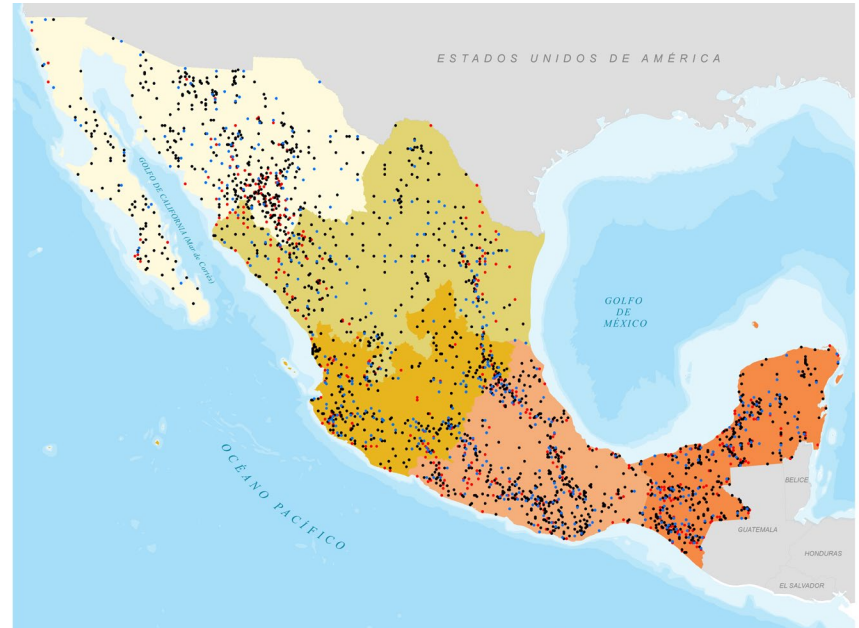 ESTADOS UNIDOS DE AMÉRICA
GOLFO DE CALIFORNIA (Mar de Cortés)
GOLFO
DE
MÉXICO
OCÉANO PACÍFICO
BELICE
GUATEMALA
HONDURAS
EL SALVADOR